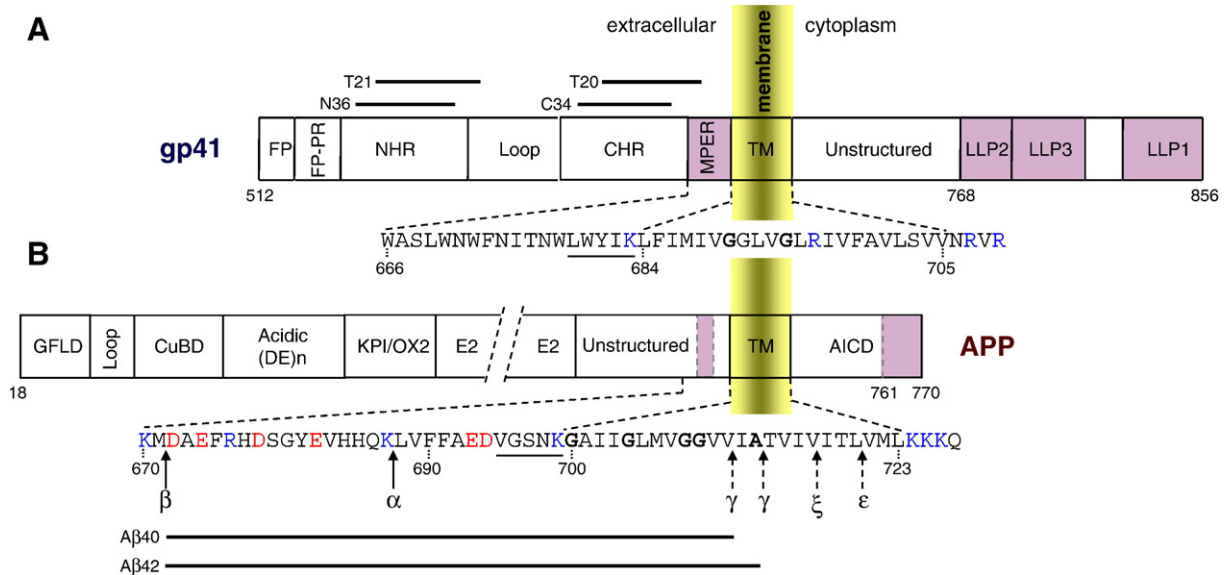 A
extracellular
membrane
cytoplasm
T21
T20
N36
C34
gp41
FP
FP-PR
NHR
Loop
CHR
MPER
TM
Unstructured
LLP2
LLP3
LLP1
512
768
856
WASLWNWFNITNWLWYIKLFIMIVGGLVGLRIVFAVLSVVNRVR
666
684
705
B
GFLD
Loop
CuBD
Acidic
(DE)n
KPI/OX2
E2
E2
Unstructured
TM
AICD
APP
18
761
770
KMDAEFRHDSGYEVHHQKLVFFAEDVGSNKGAIIGLMVGGVVIATVIVITLVMLKKKQ
670
690
700
723
β
α
γ
γ
ξ
ε
Aβ40
Aβ42